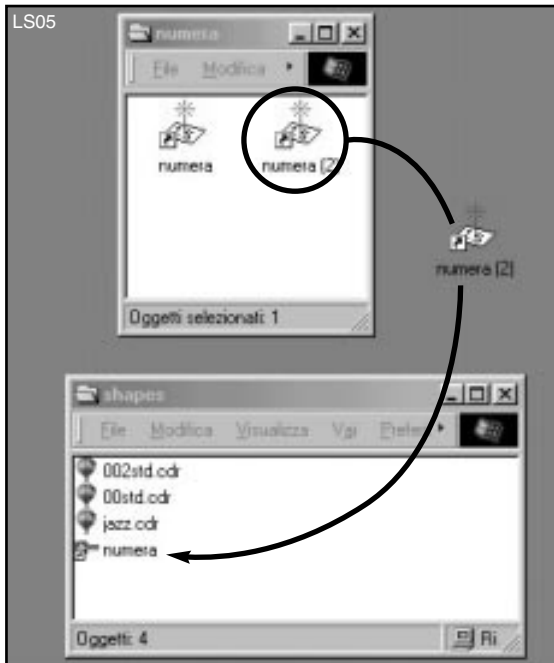 LS05
numera
File Modifica
numera numera (2)
numera (2)
Oggetti selezionati: 1
shapes
File Modifica Visualizza Vai Prefer
002std.cdr
00std.cdr
jazz.cdr
numera
Oggetti: 4 Ri